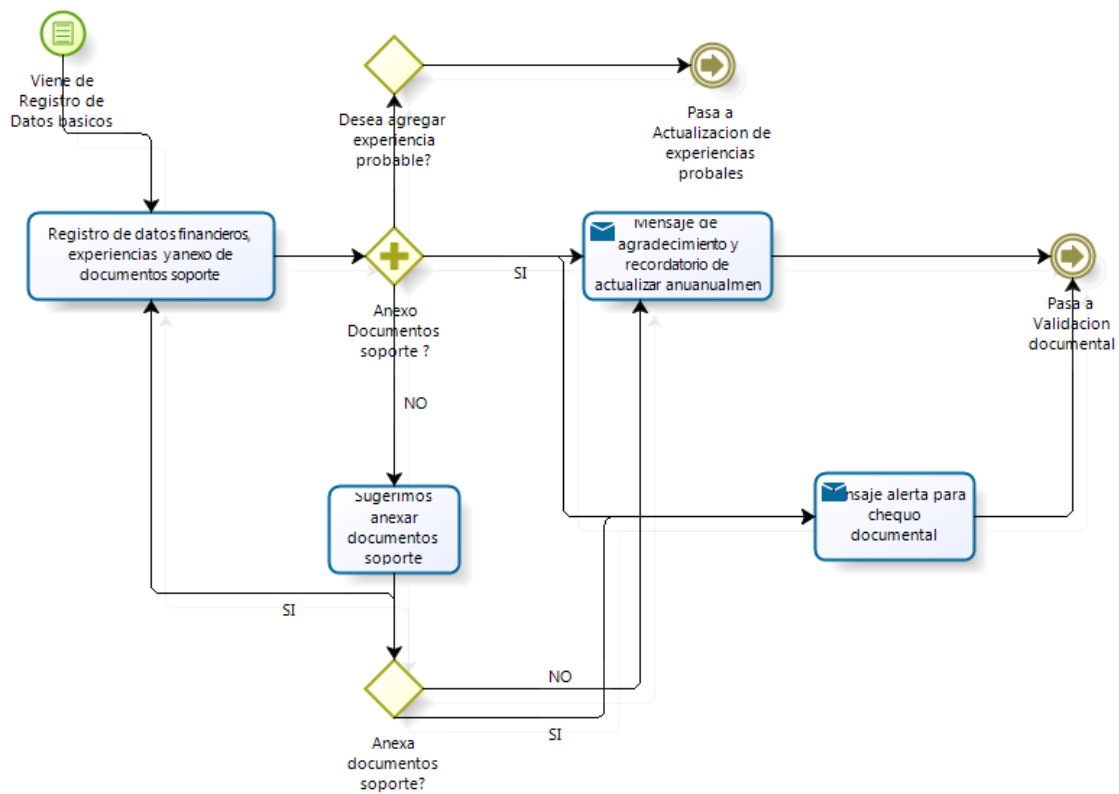 Viene de
Registro de
Datos basicos
Desea agregar
experiencia
probable?
Pasa a
Actualizacion de
experiencias
probales
Registro de datos financieros,
experiencias y anexo de
documentos soporte
Anexo
Documentos
soporte ?
SI
Mensaje de
agradecimiento y
recordatorio de
actualizar anuanualmen
Pasa a
Validacion
documental
NO
Sugerimos
anexar
documentos
soporte
nsaje alerta para
chequo
documental
SI
NO
SI
Anexa
documentos
soporte?